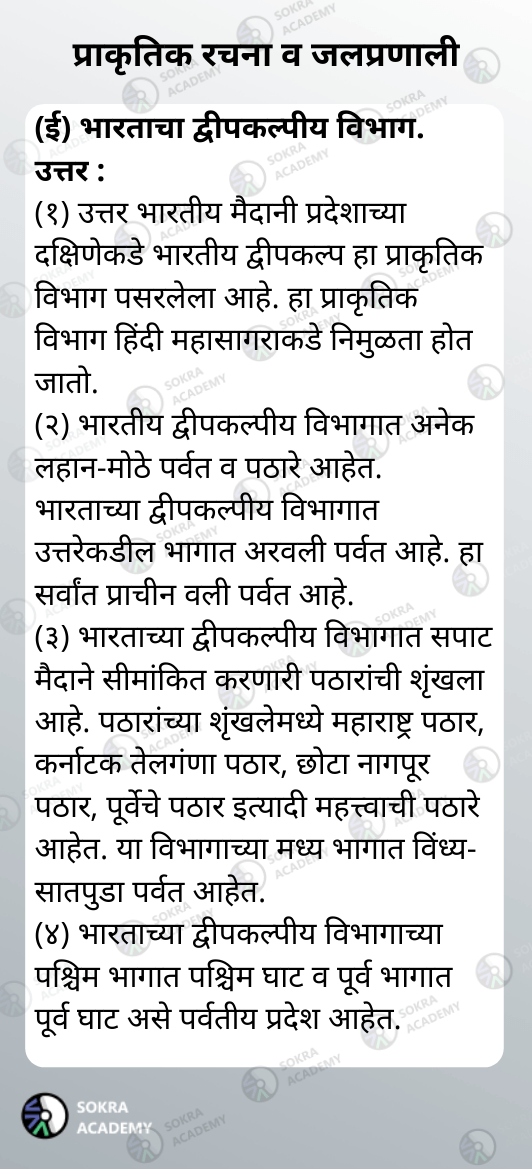 प्राकृतिक रचना व जलप्रणाली
(ई) भारताचा द्वीपकल्पीय विभाग.
उत्तर :
(१) उत्तर भारतीय मैदानी प्रदेशाच्या
दक्षिणेकडे भारतीय द्वीपकल्प हा प्राकृतिक
विभाग पसरलेला आहे. हा प्राकृतिक
विभाग हिंदी महासागराकडे निमुळता होत
जातो.
(२) भारतीय द्वीपकल्पीय विभागात अनेक
लहान-मोठे पर्वत व पठारे आहेत.
भारताच्या द्वीपकल्पीय विभागात
उत्तरेकडील भागात अरवली पर्वत आहे. हा
सर्वांत प्राचीन वली पर्वत आहे.
(३) भारताच्या द्वीपकल्पीय विभागात सपाट
मैदाने सीमांकित करणारी पठारांची शृंखला
आहे. पठारांच्या शृंखलेमध्ये महाराष्ट्र पठार,
कर्नाटक तेलगंणा पठार, छोटा नागपूर
पठार, पूर्वेचे पठार इत्यादी महत्त्वाची पठारे
आहेत. या विभागाच्या मध्य भागात विंध्य-
सातपुडा पर्वत आहेत.
(४) भारताच्या द्वीपकल्पीय विभागाच्या
पश्चिम भागात पश्चिम घाट व पूर्व भागात
पूर्व घाट असे पर्वतीय प्रदेश आहेत.
SOKRA
ACADEMY